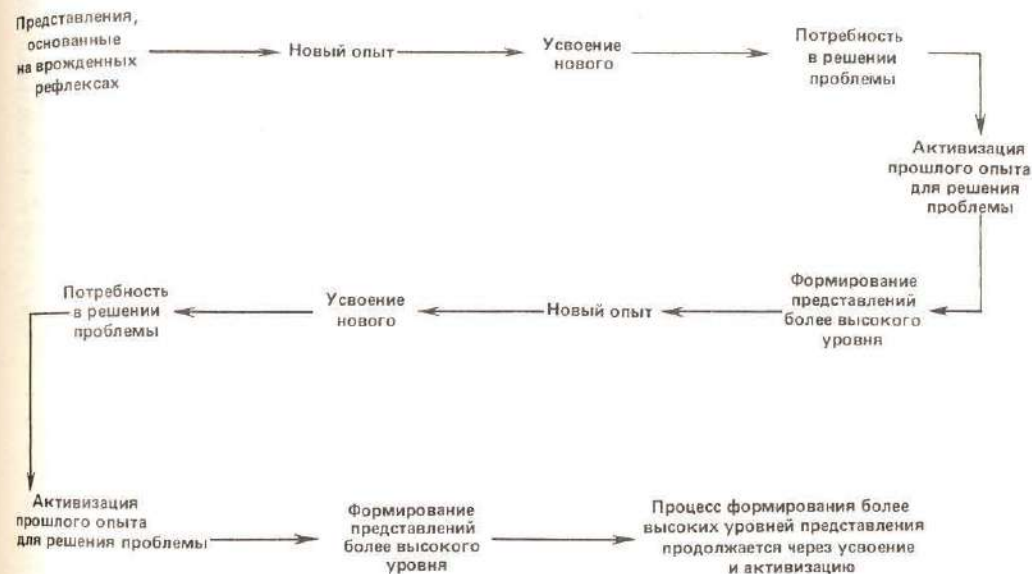 Представления,
основанные
на врожденных
рефлексах
Новый опыт
Усвоение
нового
Потребность
в решении
проблемы
Активизация
прошлого опыта
для решения
проблемы
Формирование
представлений
более высокого
уровня
Новый опыт
Усвоение
нового
Потребность
в решении
проблемы
Активизация
прошлого опыта
для решения проблемы
Формирование
представлений
более высокого
уровня
Процесс формирования более
высоких уровней представления
продолжается через усвоение
и активизацию